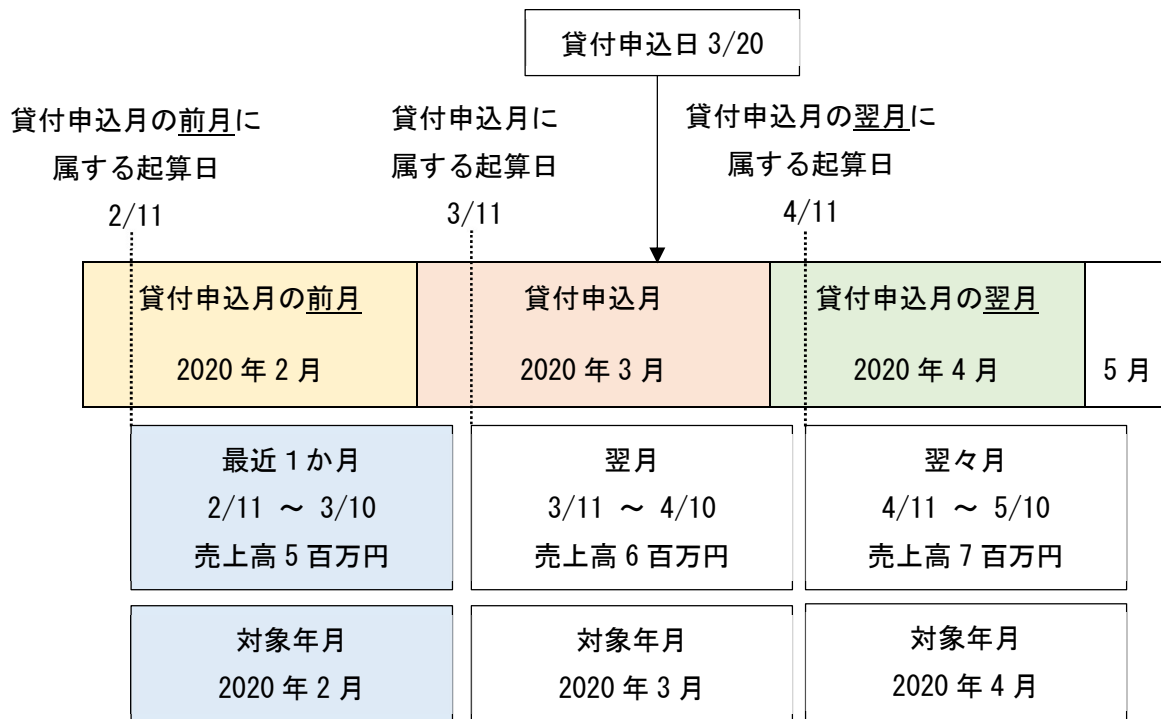 貸付申込日 3/20
貸付申込月の前月に
属する起算日
2/11
貸付申込月に
属する起算日
3/11
貸付申込月の翌月に
属する起算日
4/11
貸付申込月の前月
2020 年 2 月
貸付申込月
2020 年 3 月
貸付申込月の翌月
2020 年 4 月
5 月
最近１か月
2/11 ～ 3/10
売上高 5 百万円
翌月
3/11 ～ 4/10
売上高 6 百万円
翌々月
4/11 ～ 5/10
売上高 7 百万円
対象年月
2020 年 2 月
対象年月
2020 年 3 月
対象年月
2020 年 4 月